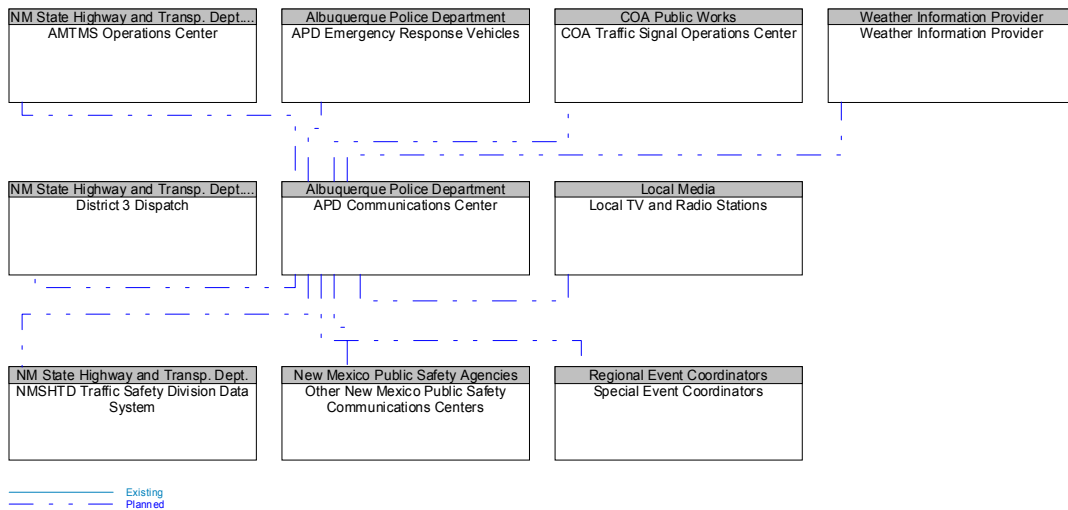 NM State Highway and Transp. Dept....
AMTMS Operations Center
Albuquerque Police Department
APD Emergency Response Vehicles
COA Public Works
COA Traffic Signal Operations Center
Weather Information Provider
Weather Information Provider
NM State Highway and Transp. Dept....
District 3 Dispatch
Albuquerque Police Department
APD Communications Center
Local Media
Local TV and Radio Stations
NM State Highway and Transp. Dept.
NMSHTD Traffic Safety Division Data
System
New Mexico Public Safety Agencies
Other New Mexico Public Safety
Communications Centers
Regional Event Coordinators
Special Event Coordinators
Existing
Planned